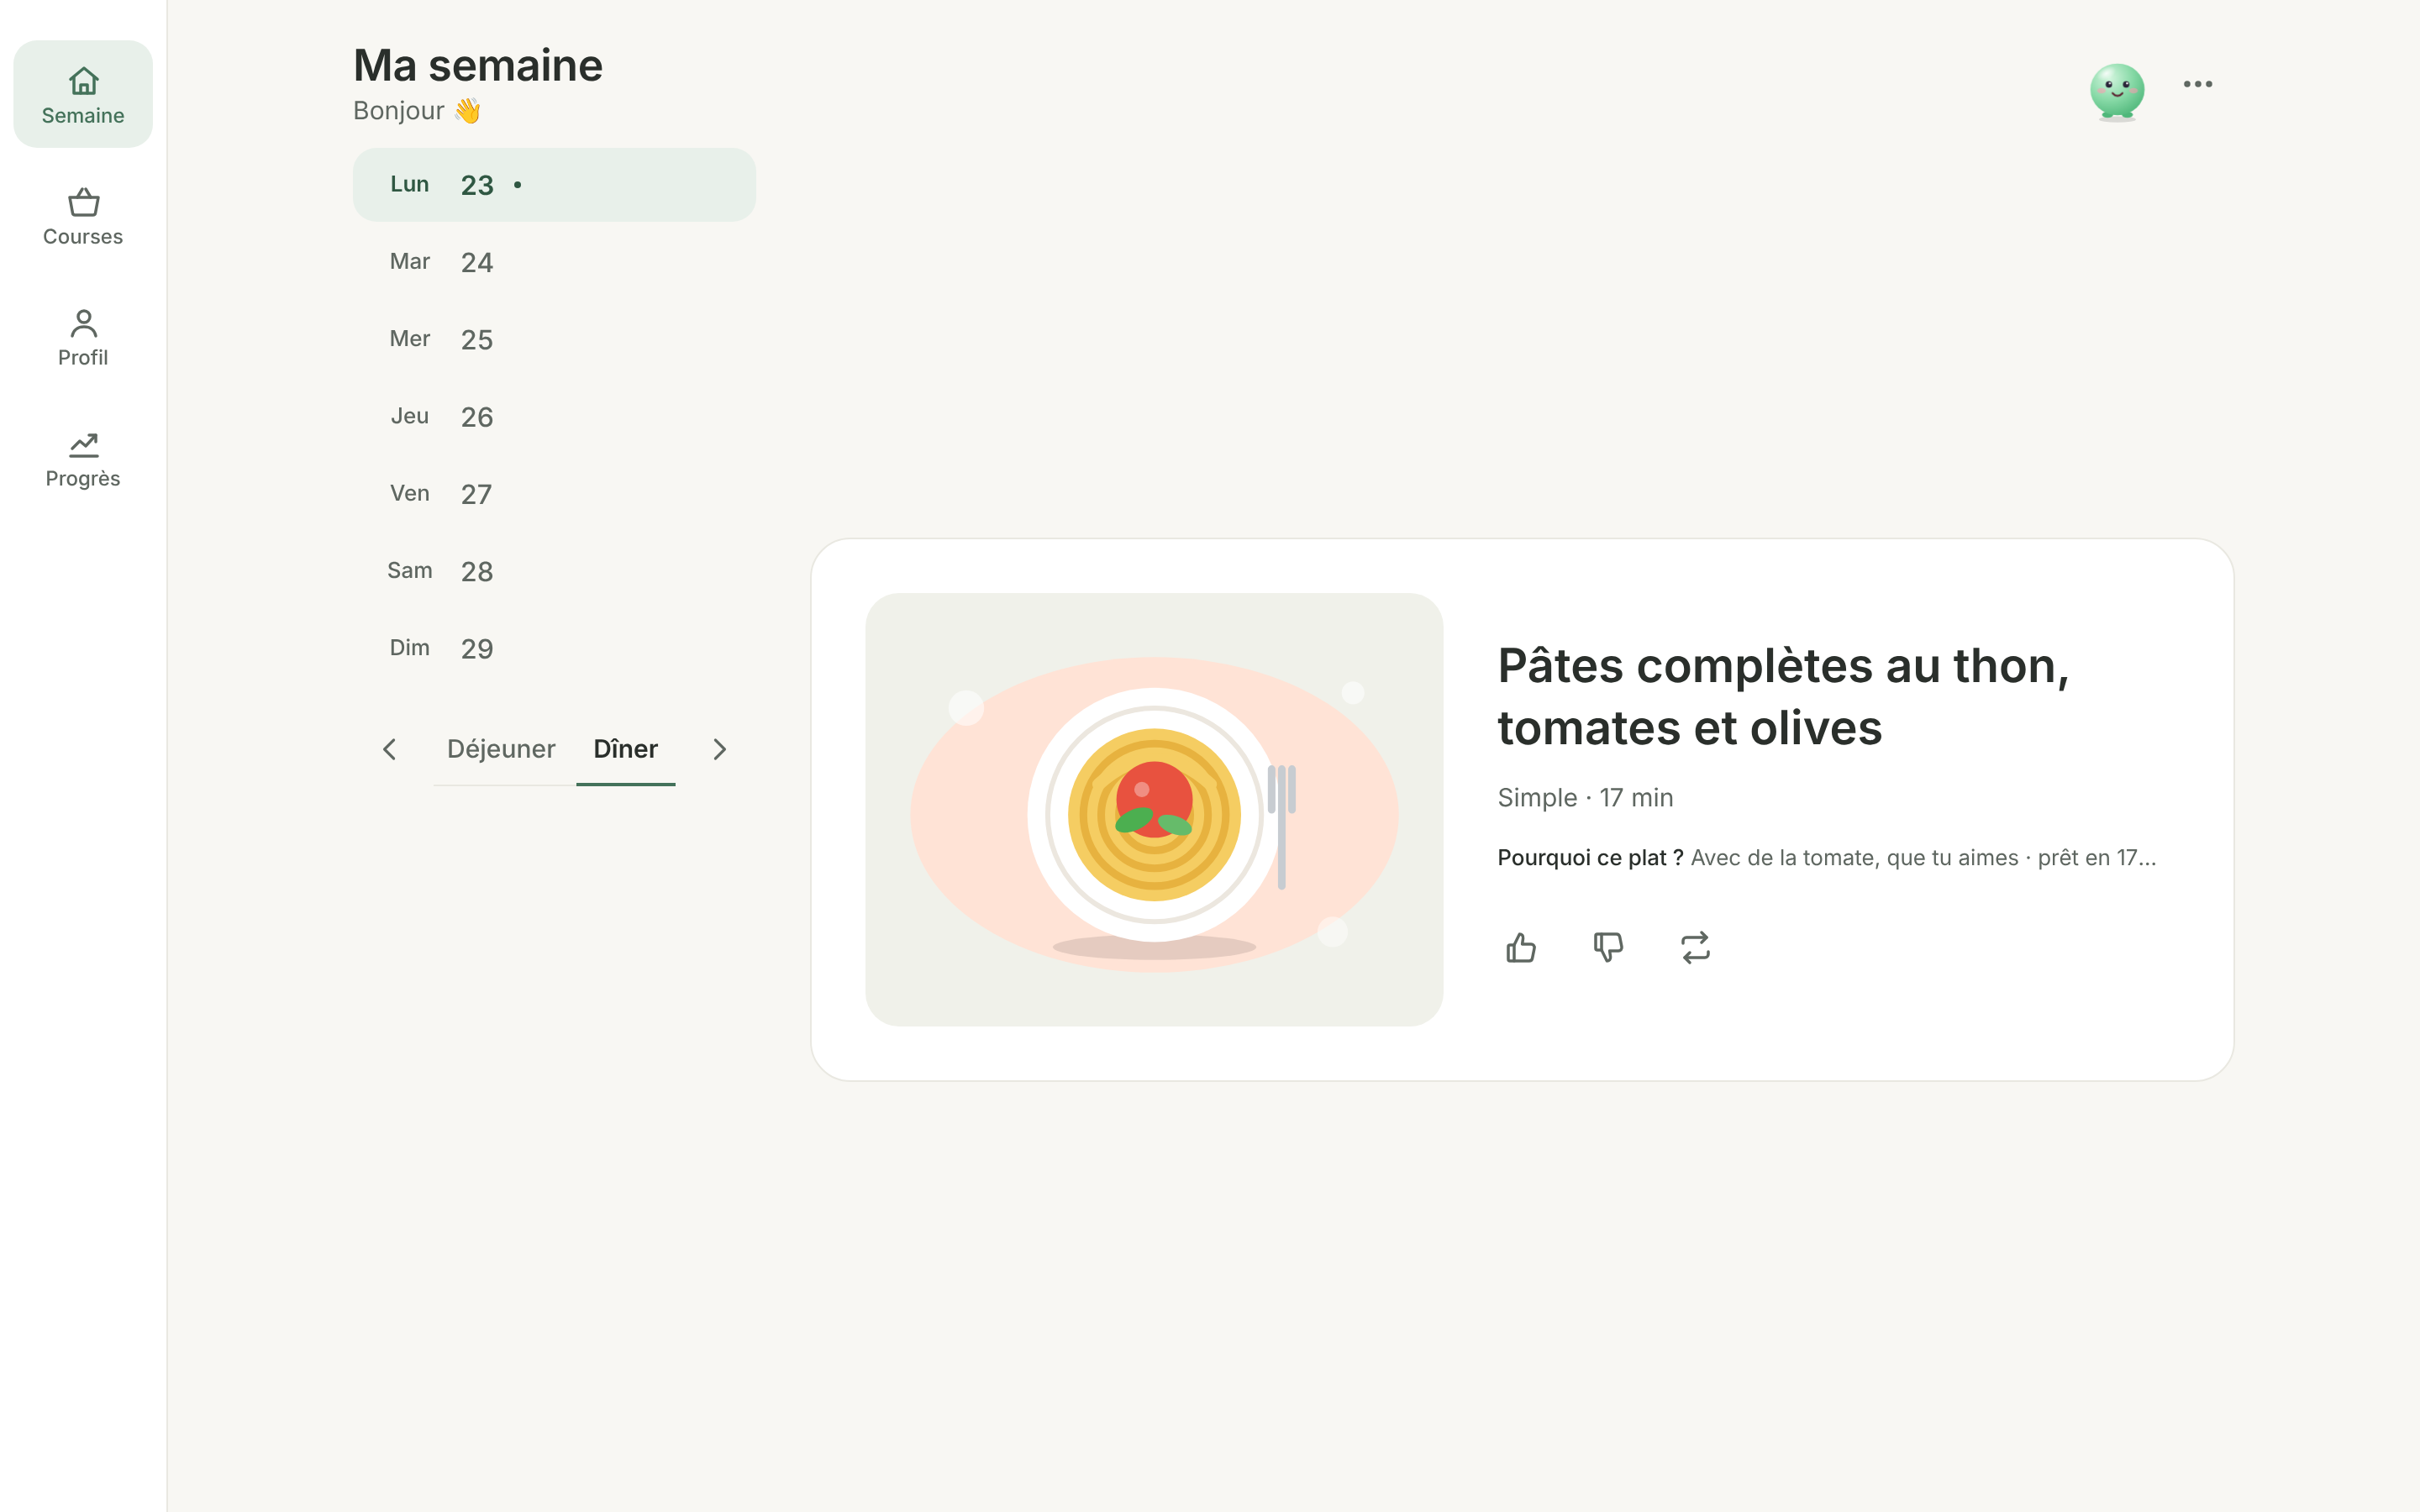 Semaine
Courses
Profil
Progrès
Ma semaine
Bonjour 👋
Lun 23 •
Mar 24
Mer 25
Jeu 26
Ven 27
Sam 28
Dim 29
Déjeuner Dîner
Pâtes complètes au thon,
tomates et olives
Simple · 17 min
Pourquoi ce plat ? Avec de la tomate, que tu aimes · prêt en 17...